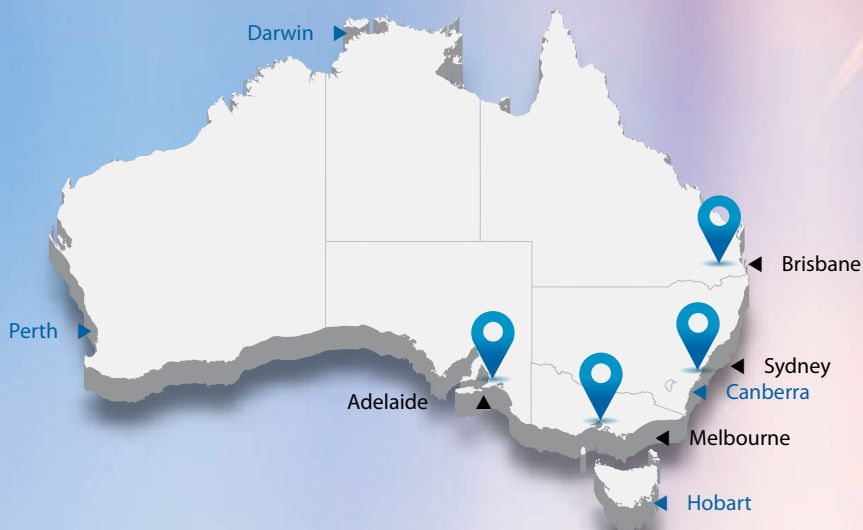 Darwin
Brisbane
Perth
Sydney
Canberra
Adelaide
Melbourne
Hobart